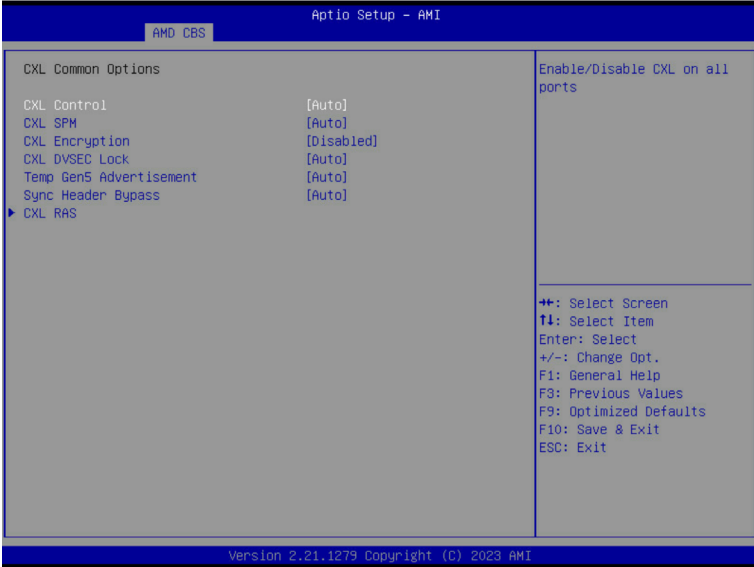 Aptio Setup – AMI
AMD CBS
CXL Common Options
CXL Control [Auto]
CXL SPM [Auto]
CXL Encryption [Disabled]
CXL DVSEC Lock [Auto]
Temp Gen5 Advertisement [Auto]
Sync Header Bypass [Auto]
CXL RAS
Enable/Disable CXL on all
ports
→←: Select Screen
↑↓: Select Item
Enter: Select
+/-: Change Opt.
F1: General Help
F3: Previous Values
F9: Optimized Defaults
F10: Save & Exit
ESC: Exit
Version 2.21.1279 Copyright (C) 2023 AMI